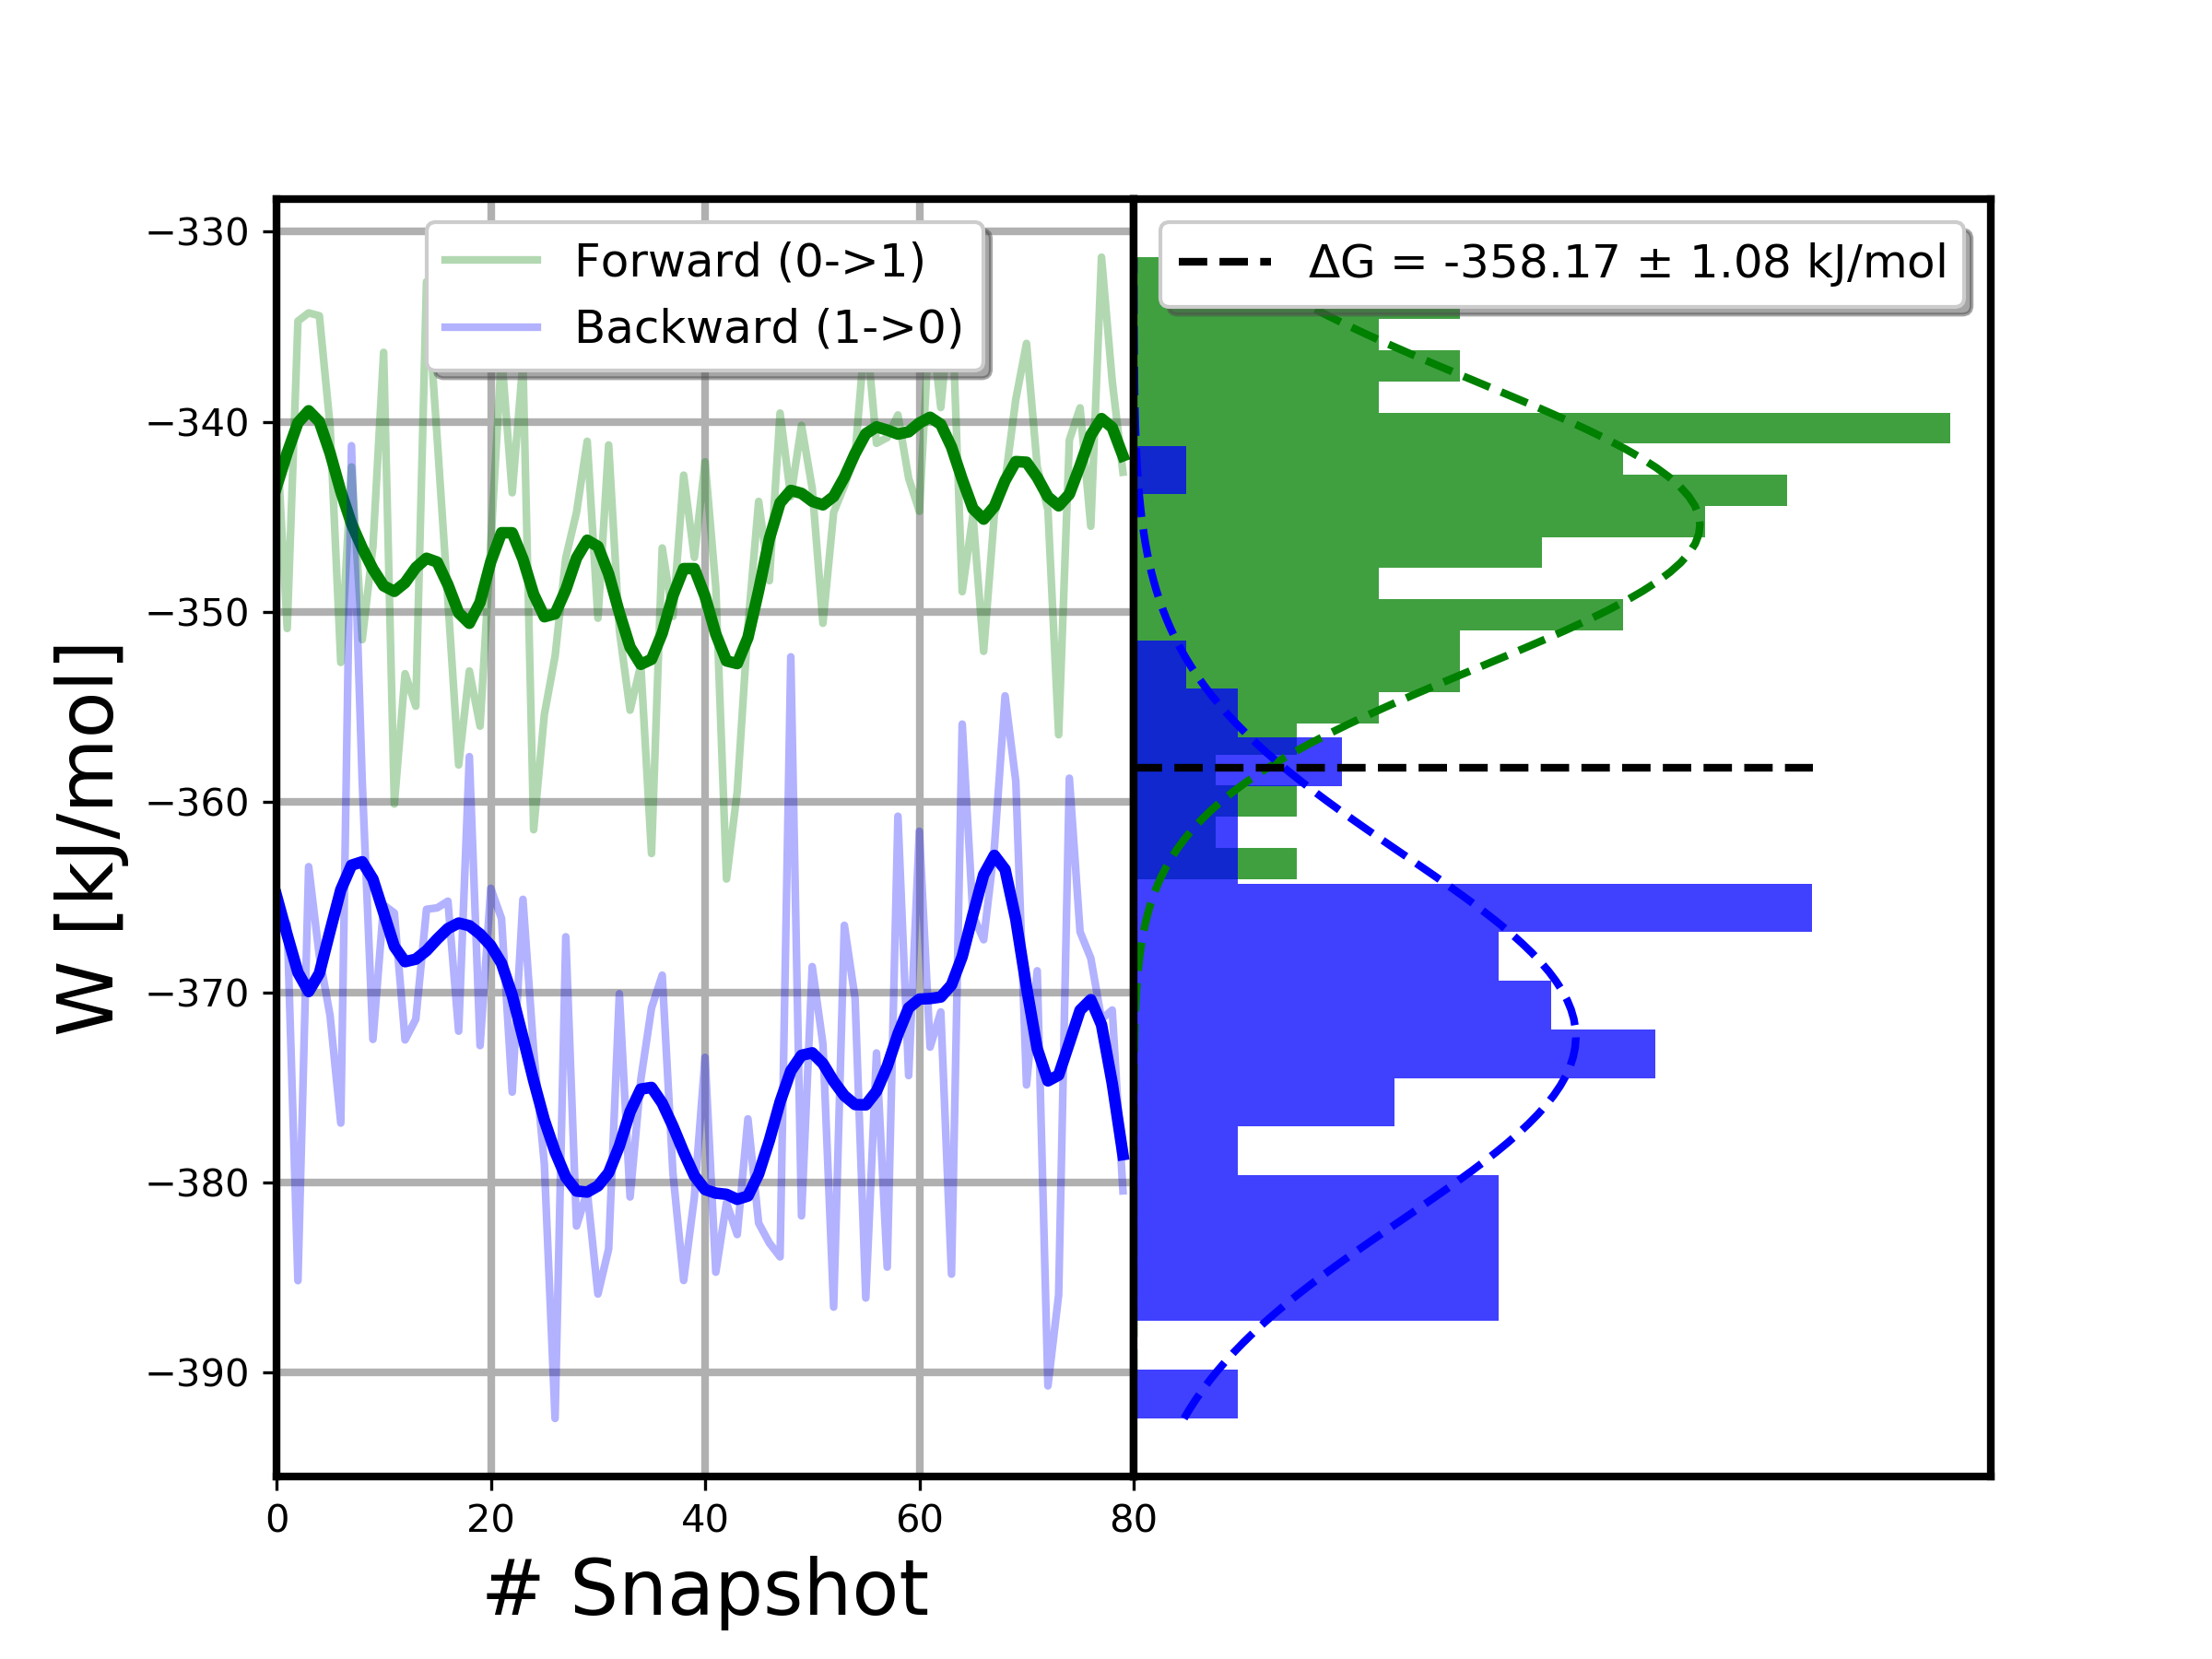 W [kJ/mol]
−330
−340
−350
−360
−370
−380
−390
Forward (0->1)
Backward (1->0)
ΔG = -358.17 ± 1.08 kJ/mol
0 20 40 60 80
# Snapshot